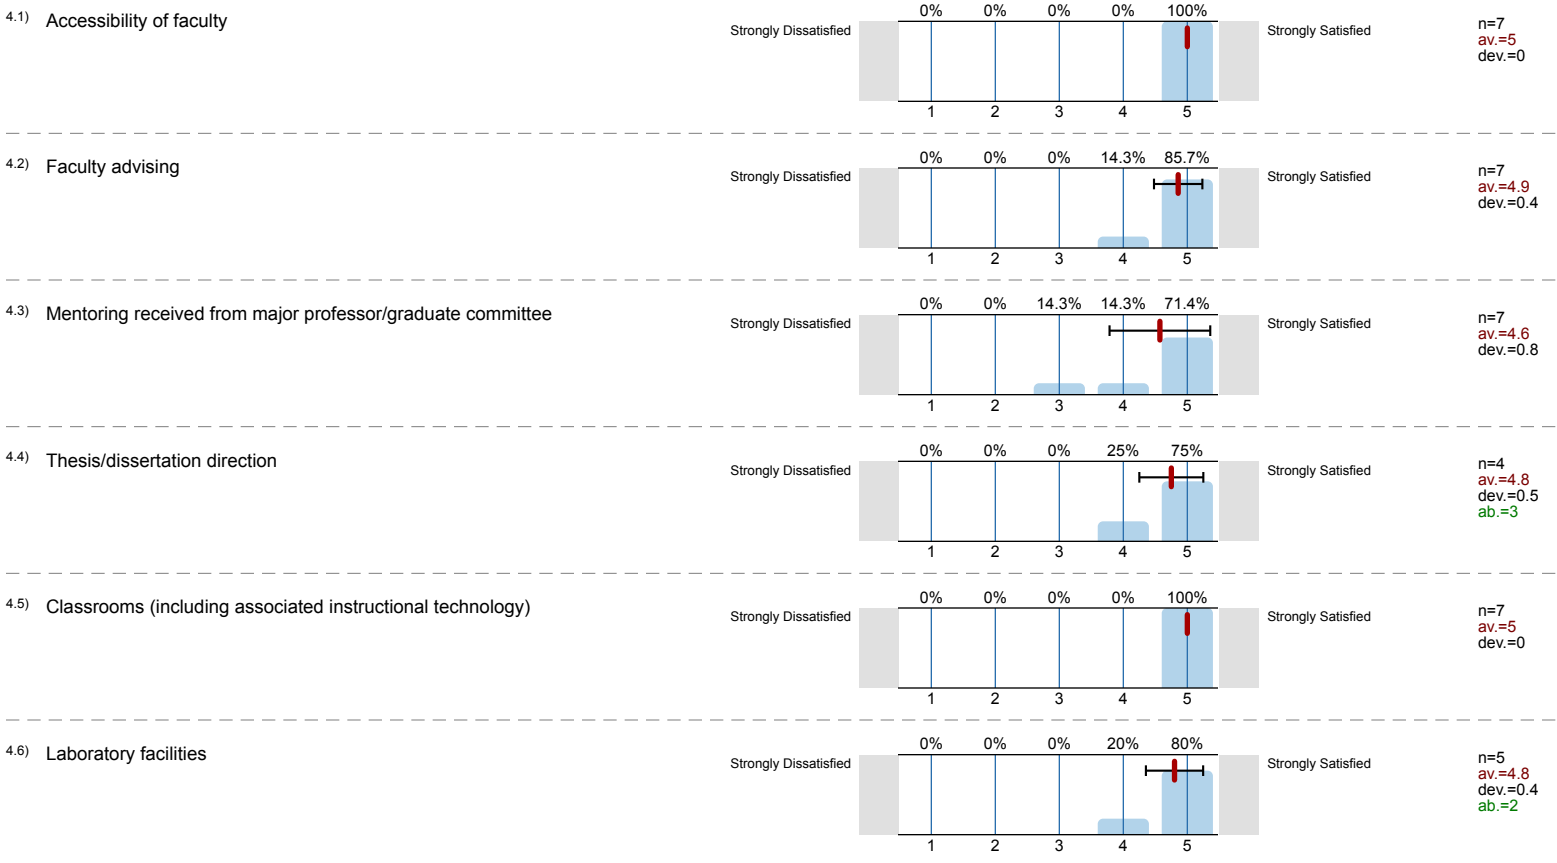 4.1) Accessibility of faculty
0% 0% 0% 0% 100%
Strongly Dissatisfied
Strongly Satisfied
n=7
av.=5
dev.=0
1 2 3 4 5
4.2) Faculty advising
0% 0% 0% 14.3% 85.7%
Strongly Dissatisfied
Strongly Satisfied
n=7
av.=4.9
dev.=0.4
1 2 3 4 5
4.3) Mentoring received from major professor/graduate committee
0% 0% 14.3% 14.3% 71.4%
Strongly Dissatisfied
Strongly Satisfied
n=7
av.=4.6
dev.=0.8
1 2 3 4 5
4.4) Thesis/dissertation direction
0% 0% 0% 25% 75%
Strongly Dissatisfied
Strongly Satisfied
n=4
av.=4.8
dev.=0.5
ab.=3
1 2 3 4 5
4.5) Classrooms (including associated instructional technology)
0% 0% 0% 0% 100%
Strongly Dissatisfied
Strongly Satisfied
n=7
av.=5
dev.=0
1 2 3 4 5
4.6) Laboratory facilities
0% 0% 0% 20% 80%
Strongly Dissatisfied
Strongly Satisfied
n=5
av.=4.8
dev.=0.4
ab.=2
1 2 3 4 5